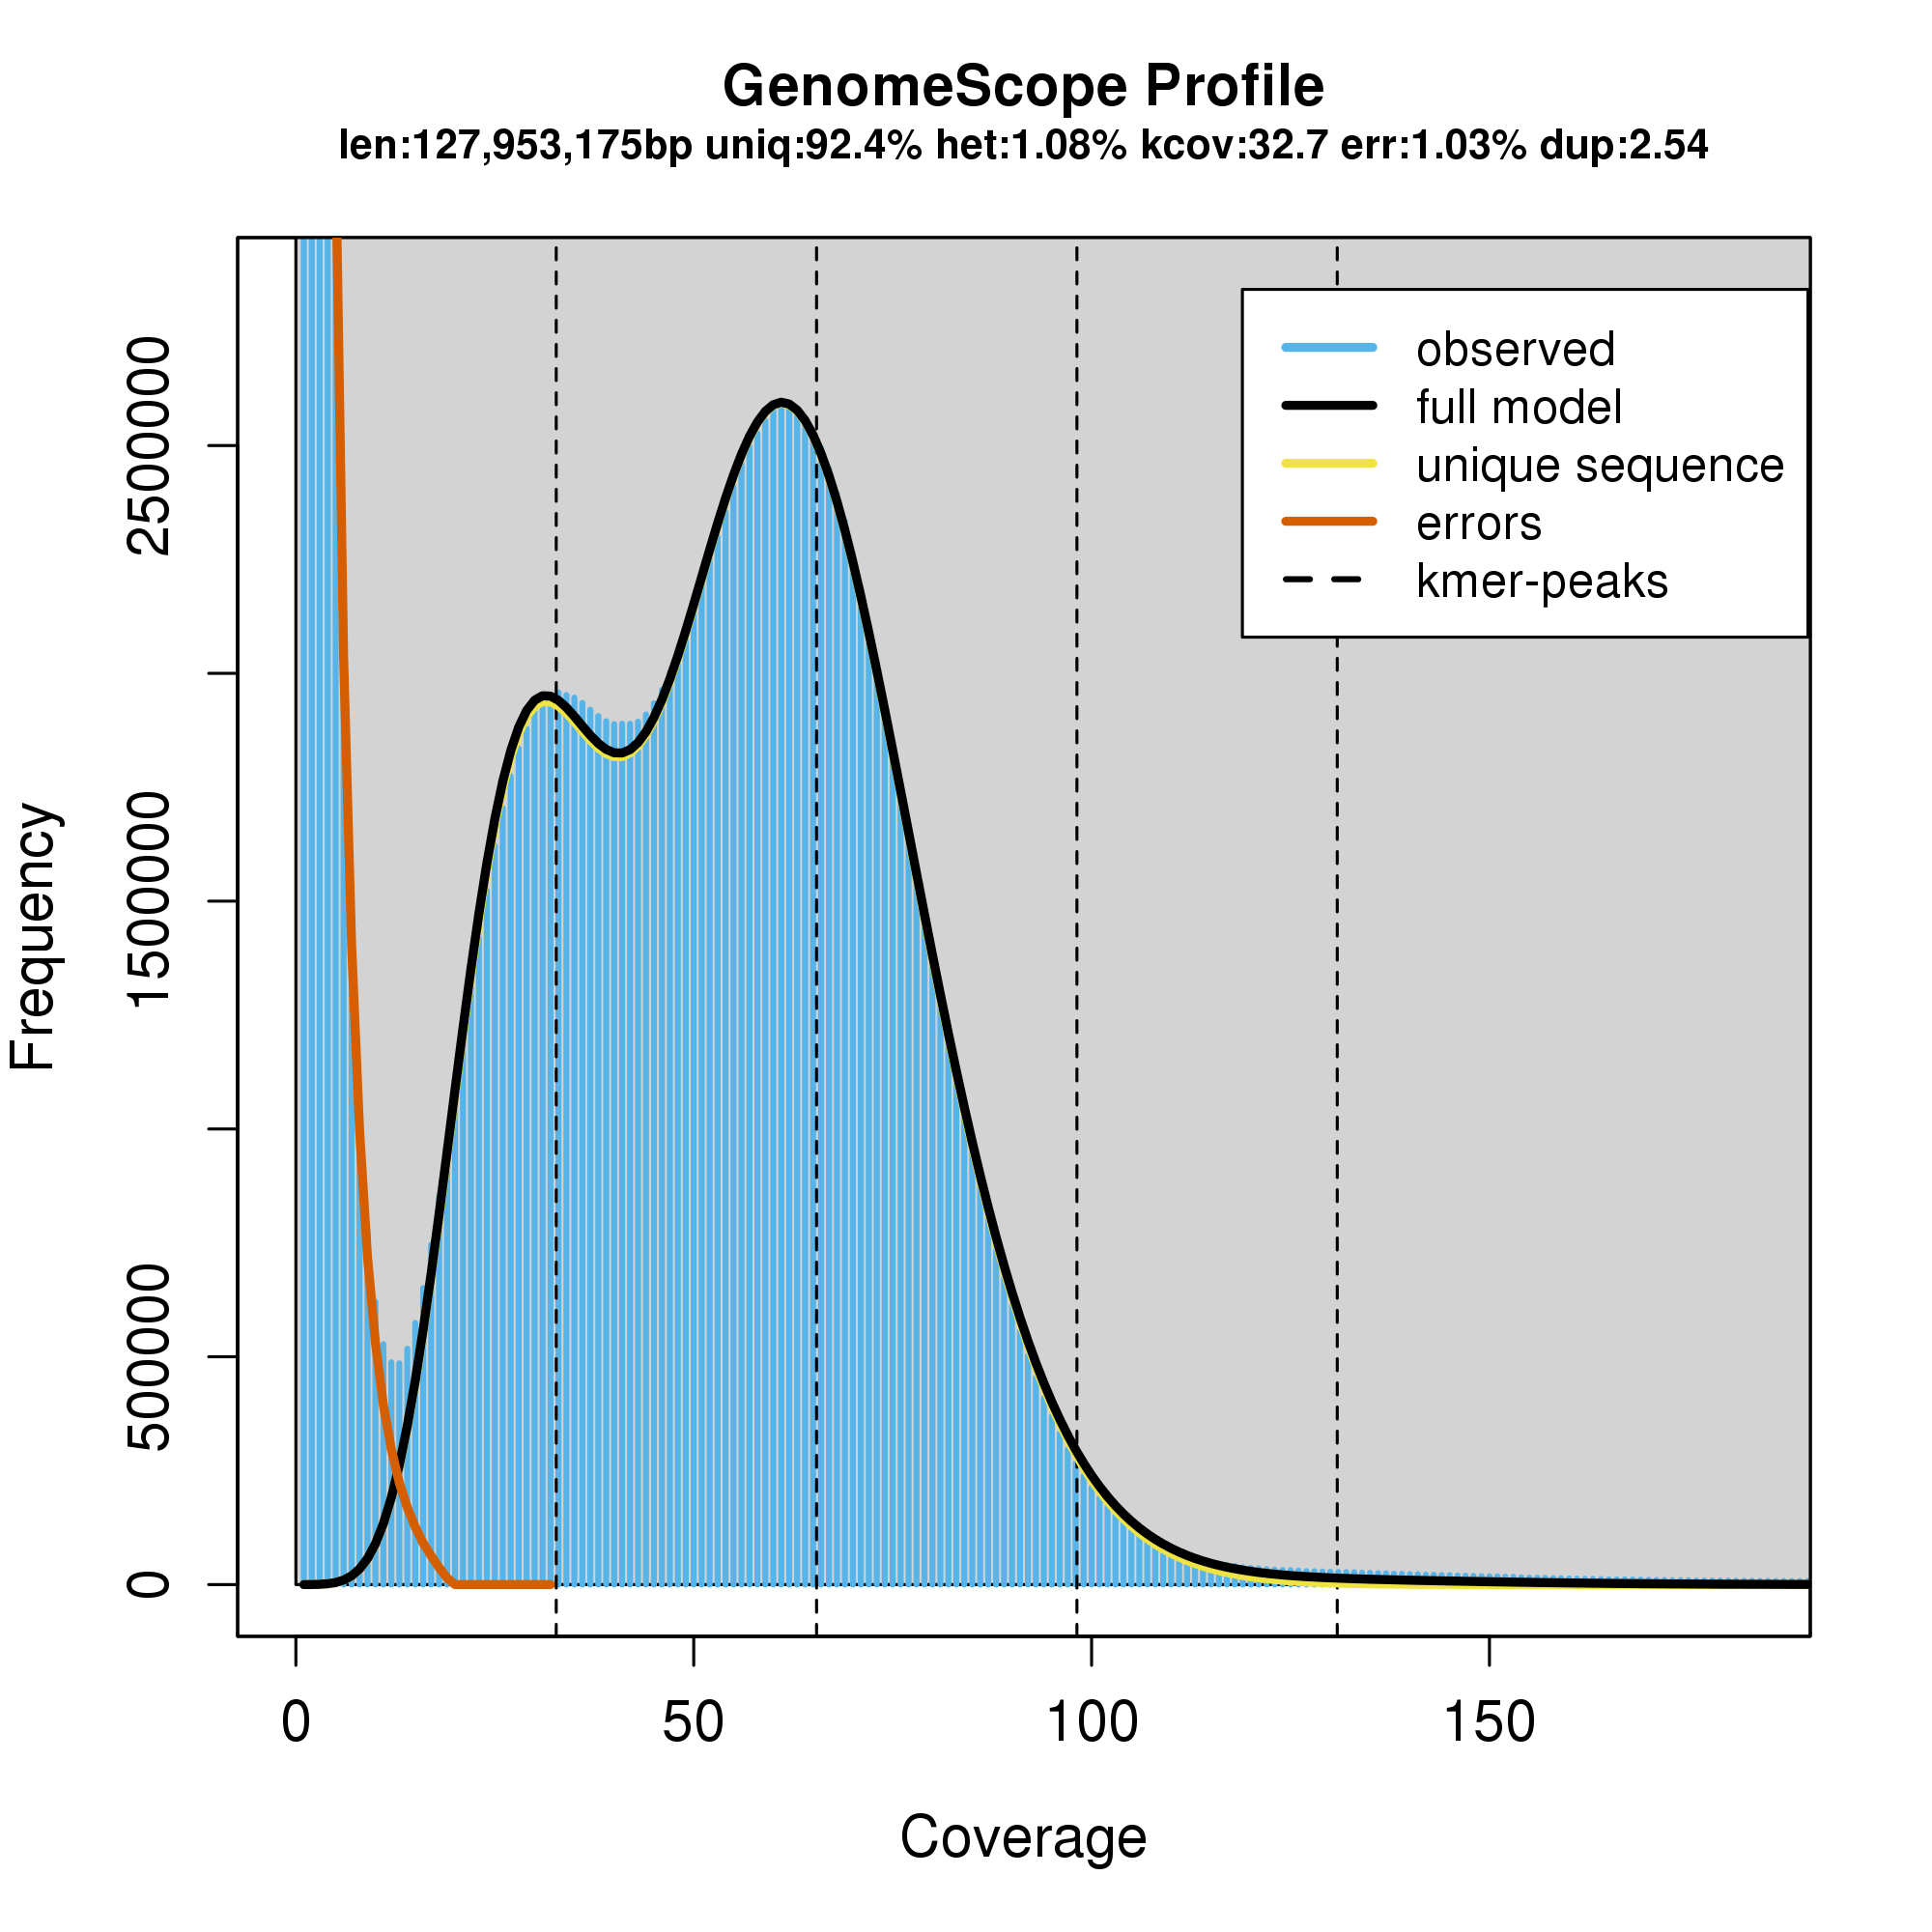 GenomeScope Profile
len:127,953,175bp uniq:92.4% het:1.08% kcov:32.7 err:1.03% dup:2.54
observed
full model
unique sequence
errors
kmer-peaks
Frequency
2500000
1500000
500000
0
0 50 100 150
Coverage